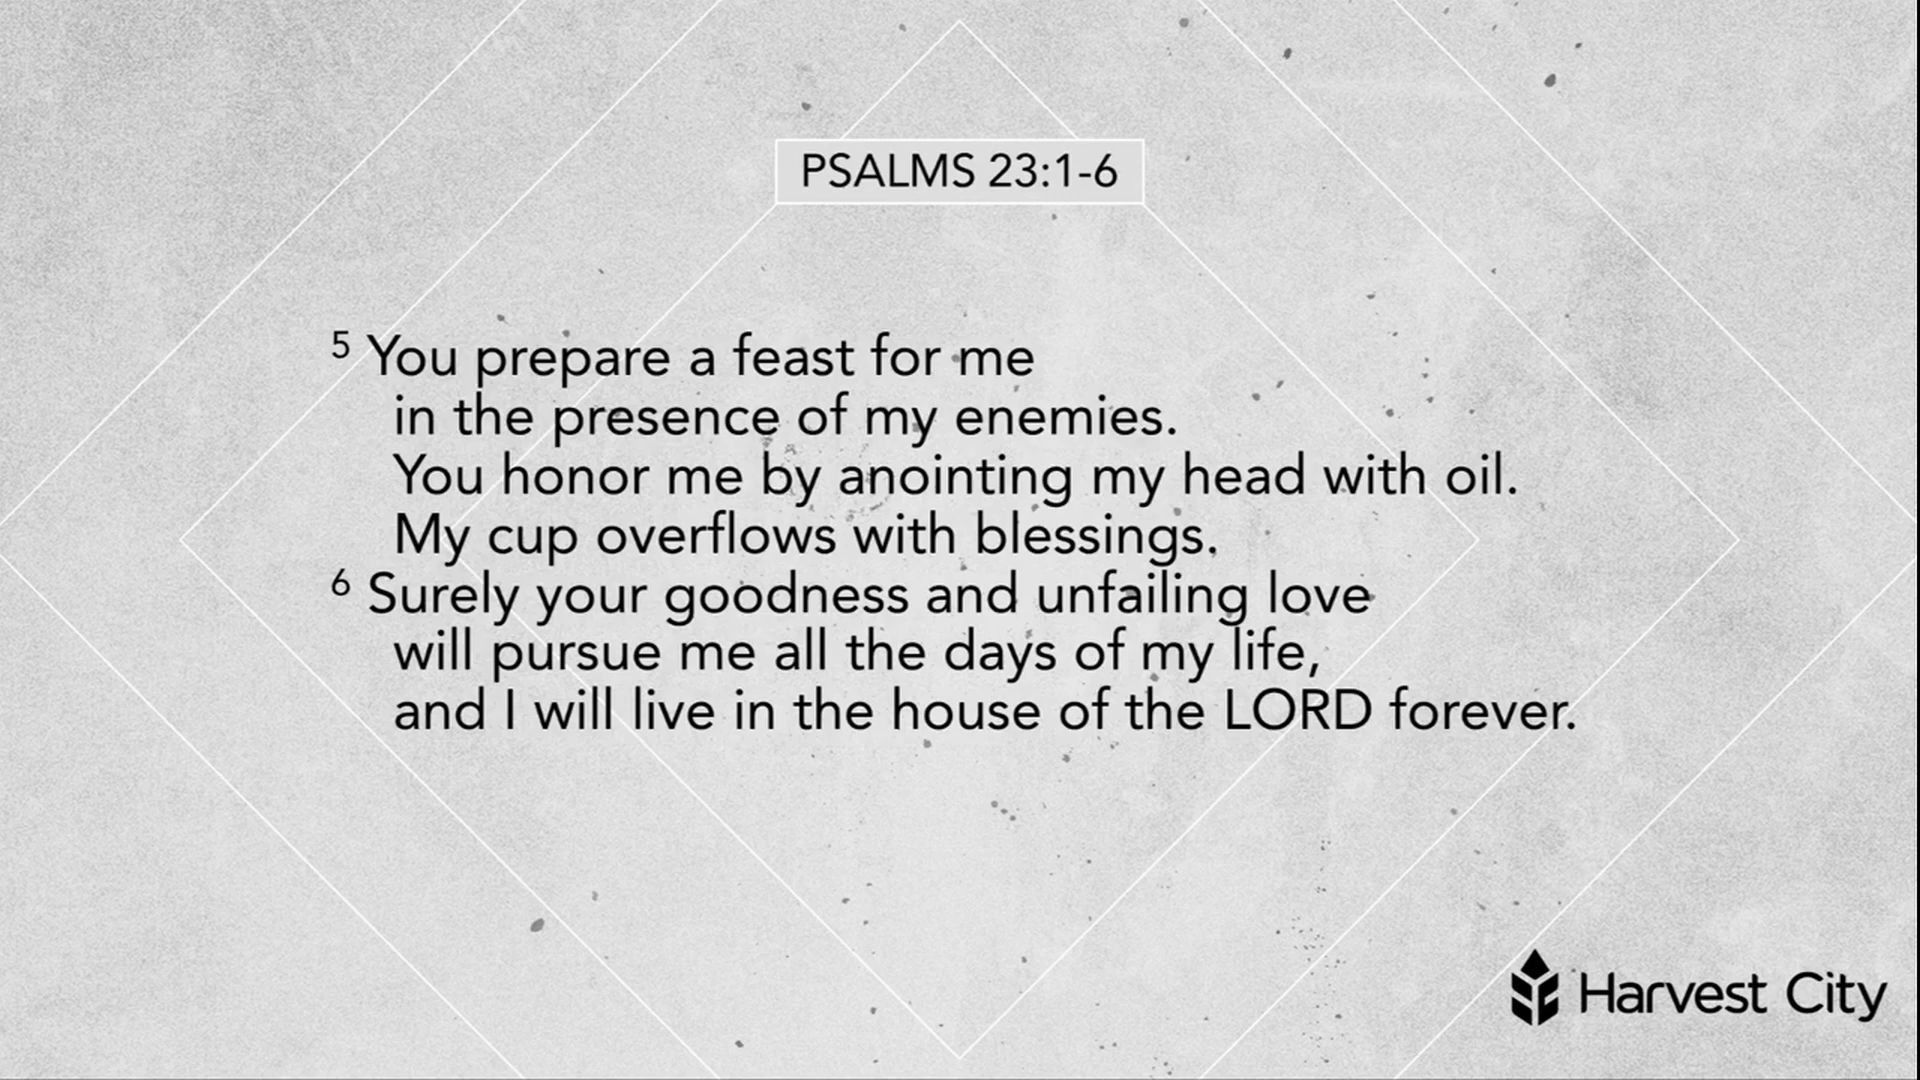 PSALMS 23:1-6
5 You prepare a feast for me
in the presence of my enemies.
You honor me by anointing my head with oil.
My cup overflows with blessings.
6 Surely your goodness and unfailing love
will pursue me all the days of my life,
and I will live in the house of the LORD forever.
Harvest City